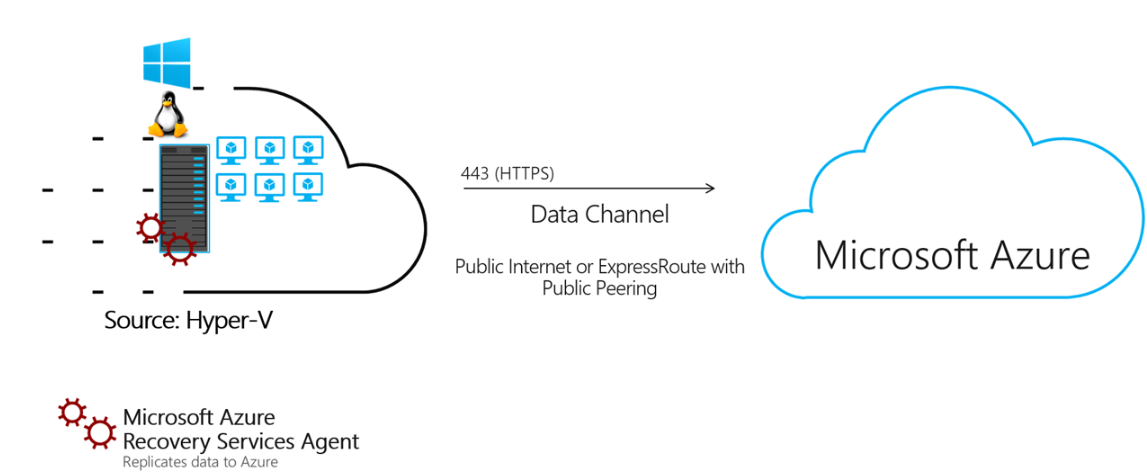 443 (HTTPS)
Data Channel
Public Internet or ExpressRoute with
Public Peering
Microsoft Azure
Source: Hyper-V
Microsoft Azure
Recovery Services Agent
Replicates data to Azure